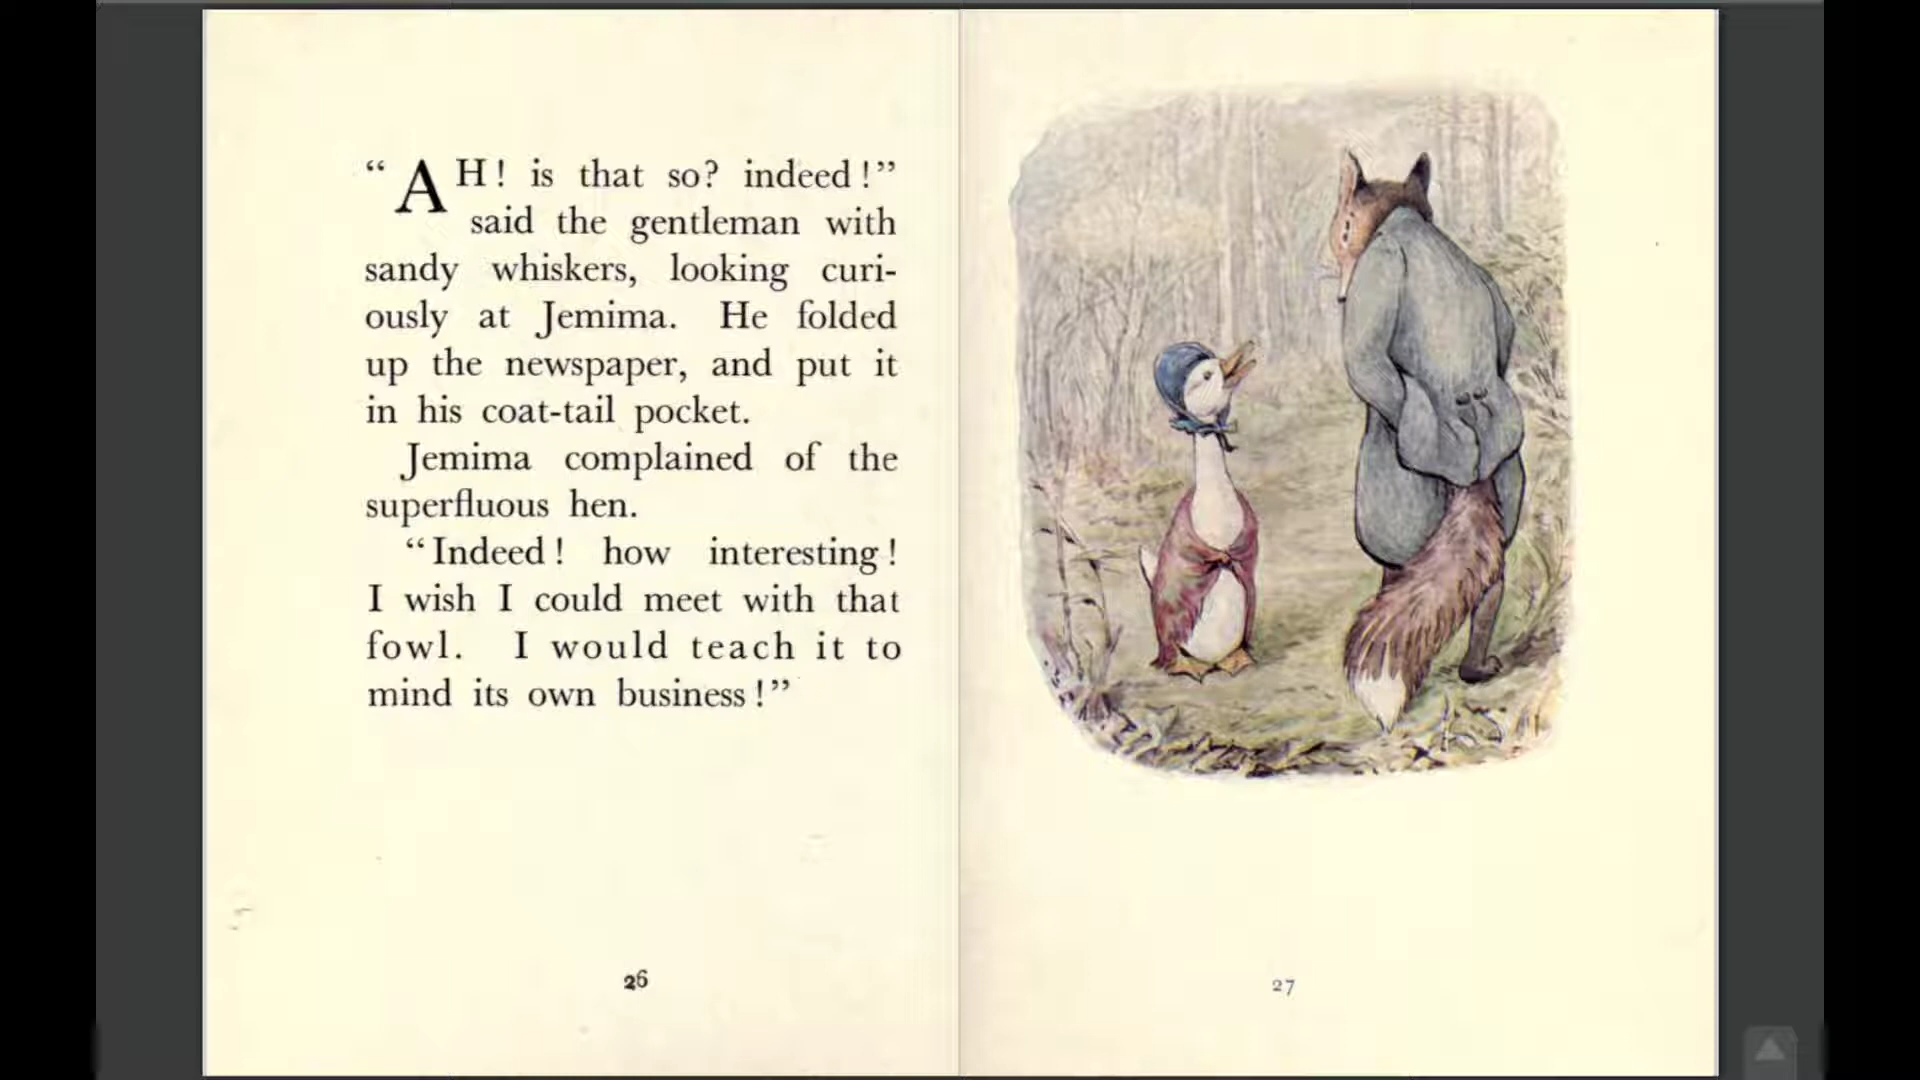 “AH! is that so? indeed!”
said the gentleman with
sandy whiskers, looking curi-
ously at Jemima. He folded
up the newspaper, and put it
in his coat-tail pocket.
Jemima complained of the
superfluous hen.
“Indeed! how interesting!
I wish I could meet with that
fowl. I would teach it to
mind its own business!”
26
27